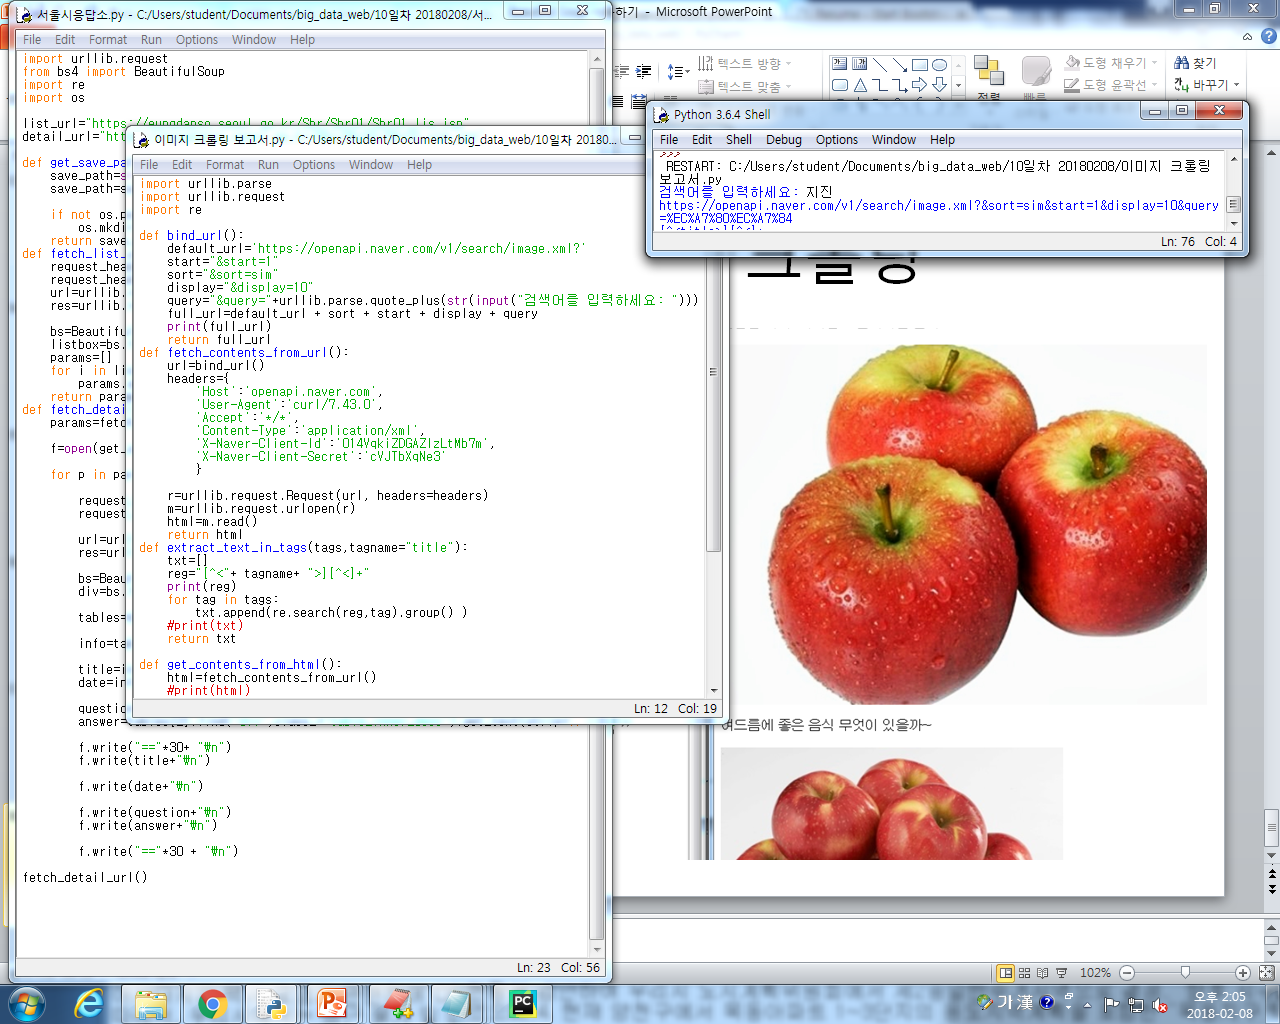 서울시응답소.py - C:/Users/student/Documents/big_data_web/10일차 20180208/서...
File Edit Format Run Options Window Help
import urllib.request
from bs4 import BeautifulSoup
import re
import os
list_url="https://eungdapso.seoul.go.kr/Shr/Shr01/Shr01_lis.jsp"
detail_url="htt
def get_save_pa
save_path=s
save_path=s
if not os.p
os.mkdi
return save
def fetch_list_
request_hea
request_hea
url=urllib.
res=urllib.
bs=Beautifu
listbox=bs.
params=[]
for i in li
params.
return para
def fetch_detai
params=fetc
f=open(get_
for p in pa
request
request
url=url
res=url
bs=Beau
div=bs.
tables=
info=ta
title=i
date=in
questio
f.write("=="*30+ "\n")
f.write(title+"\n")
f.write(date+"\n")
f.write(question+"\n")
f.write(answer+"\n")
f.write("=="*30 + "\n")
fetch_detail_url()
Ln: 23 Col: 56
이미지 크롤링 보고서.py - C:/Users/student/Documents/big_data_web/10일차 20180...
File Edit Format Run Options Window Help
import urllib.parse
import urllib.request
import re
def bind_url():
default_url='https://openapi.naver.com/v1/search/image.xml?'
start="&start=1"
sort="&sort=sim"
display="&display=10"
query="&query="+urllib.parse.quote_plus(str(input("검색어를 입력하세요: ")))
full_url=default_url + sort + start + display + query
print(full_url)
return full_url
def fetch_contents_from_url():
url=bind_url()
headers={
'Host':'openapi.naver.com',
'User-Agent':'curl/7.43.0',
'Accept':'*/*',
'Content-Type':'application/xml',
'X-Naver-Client-Id':'O14VqkiZDGAZlzLtMb7m',
'X-Naver-Client-Secret':'cVJTbXqNe3'
}
r=urllib.request.Request(url, headers=headers)
m=urllib.request.urlopen(r)
html=m.read()
return html
def extract_text_in_tags(tags,tagname="title"):
txt=[]
reg="[^<"+ tagname+ ">][^<]+"
print(reg)
for tag in tags:
txt.append(re.search(reg,tag).group() )
#print(txt)
return txt
def get_contents_from_html():
html=fetch_contents_from_url()
#print(html)
Ln: 12 Col: 19
하기 - Microsoft PowerPoint
텍스트 방향
텍스트 맞춤
정렬
빠른
도형 채우기
도형 윤곽선
찾기
바꾸기
Python 3.6.4 Shell
File Edit Shell Debug Options Window Help
>>>
RESTART: C:/Users/student/Documents/big_data_web/10일차 20180208/이미지 크롤링
보고서.py
검색어를 입력하세요: 지진
https://openapi.naver.com/v1/search/image.xml?&sort=sim&start=1&display=10&query
=%EC%A7%80%EC%A7%84
[^<title>][^<]+
Ln: 76 Col: 4
크롤링
여드름에 좋은 음식 무엇이 있을까~
102%
가 漢
오후 2:05
2018-02-08